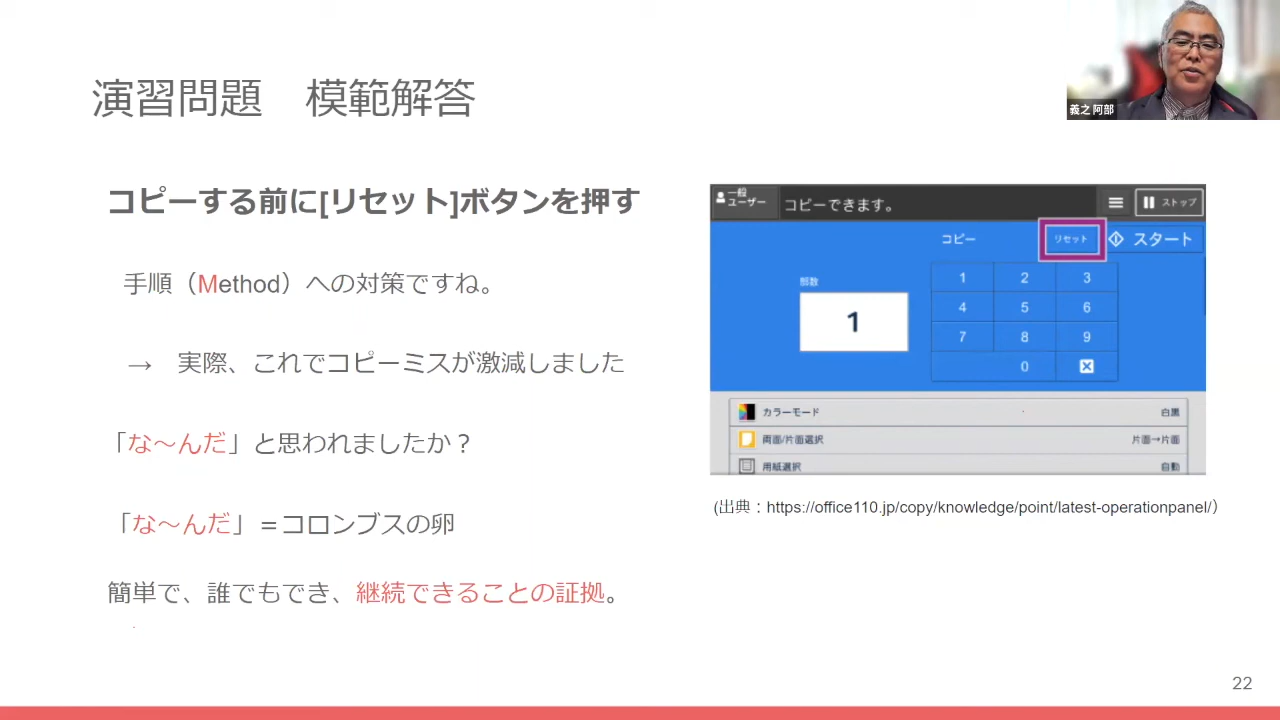 演習問題　模範解答
義之 阿部
コピーする前に[リセット]ボタンを押す
手順（Method）への対策ですね。
→　実際、これでコピーミスが激減しました
「な～んだ」と思われましたか？
「な～んだ」＝コロンブスの卵
簡単で、誰でもでき、継続できることの証拠。
一般
ユーザー
コピーできます。
ストップ
コピー
リセット
スタート
部数
1
1 2 3
4 5 6
7 8 9
0
カラーモード 白黒
両面/片面選択 片面→片面
用紙選択 自動
(出典：https://office110.jp/copy/knowledge/point/latest-operationpanel/）
22